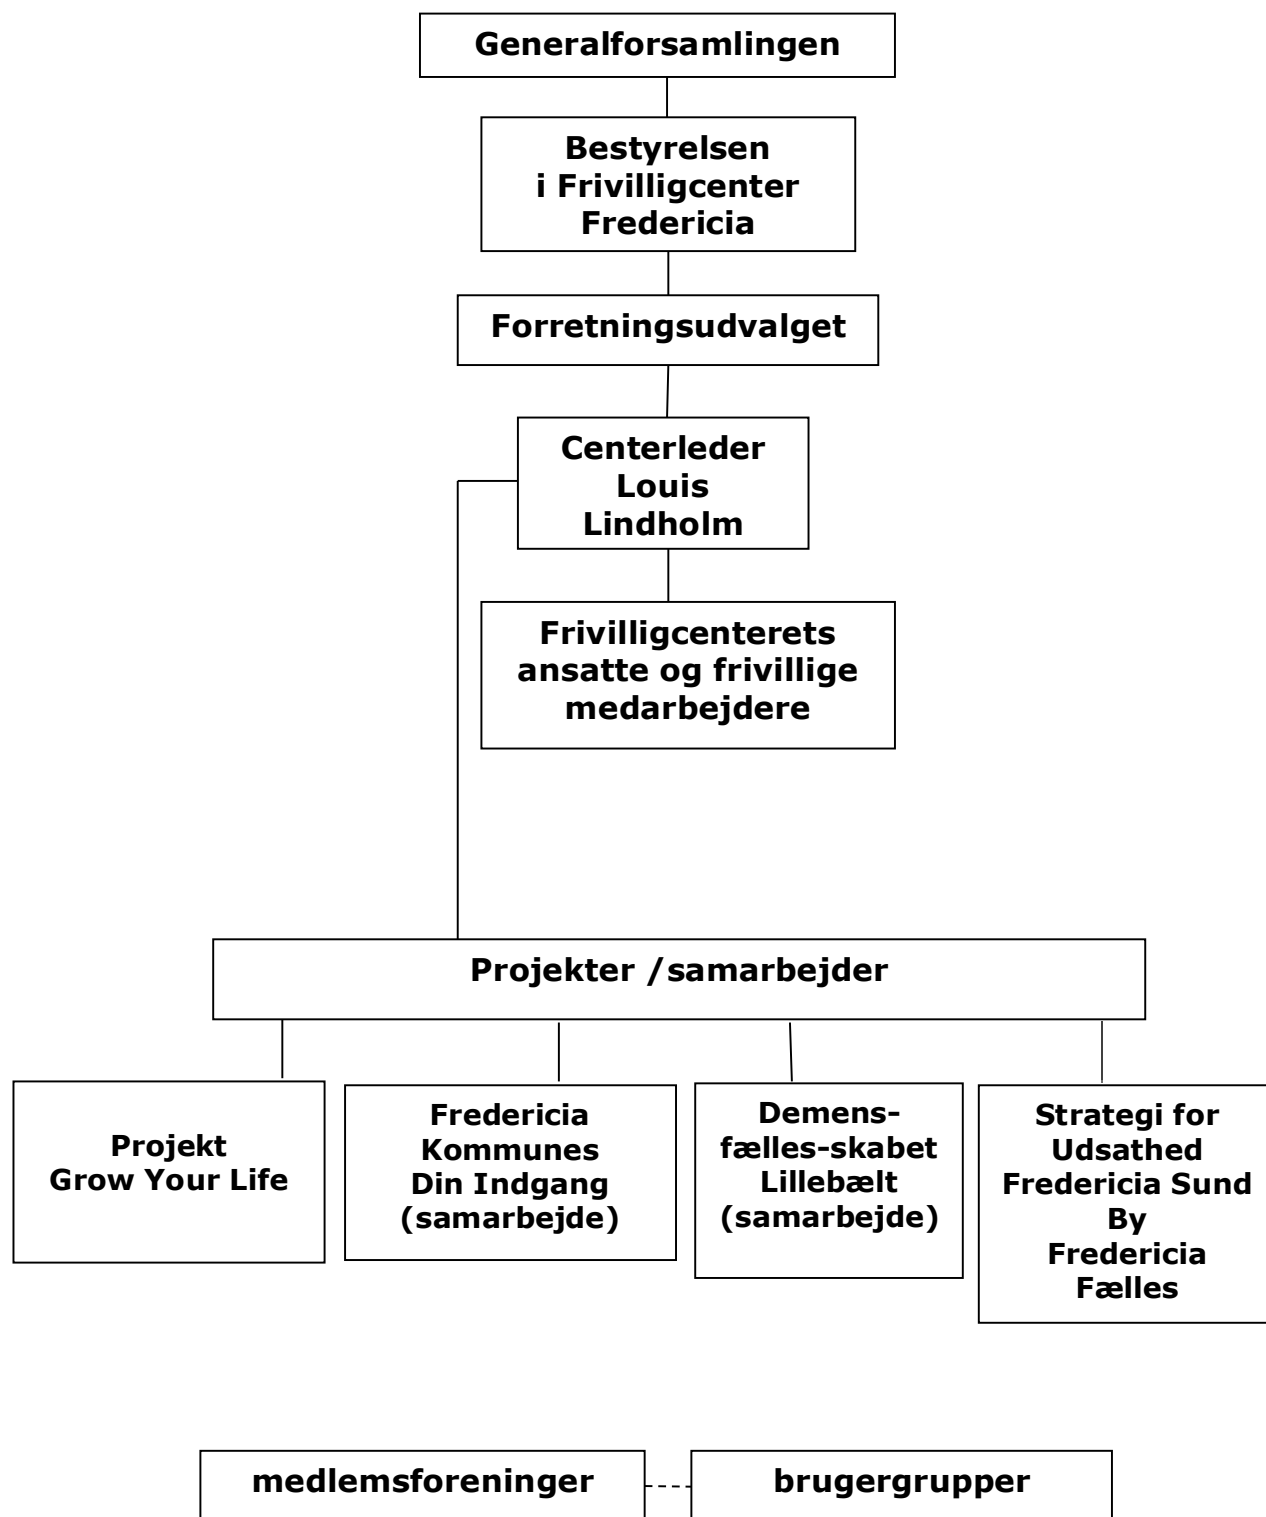 Generalforsamlingen
Bestyrelsen
i Frivilligcenter
Fredericia
Forretningsudvalget
Centerleder
Louis
Lindholm
Frivilligcenterets
ansatte og frivillige
medarbejdere
Projekter /samarbejder
Projekt
Grow Your Life
Fredericia
Kommunes
Din Indgang
(samarbejde)
Demens-
fælles-skabet
Lillebælt
(samarbejde)
Strategi for
Udsathed
Fredericia Sund
By
Fredericia
Fælles
medlemsforeninger
brugergrupper